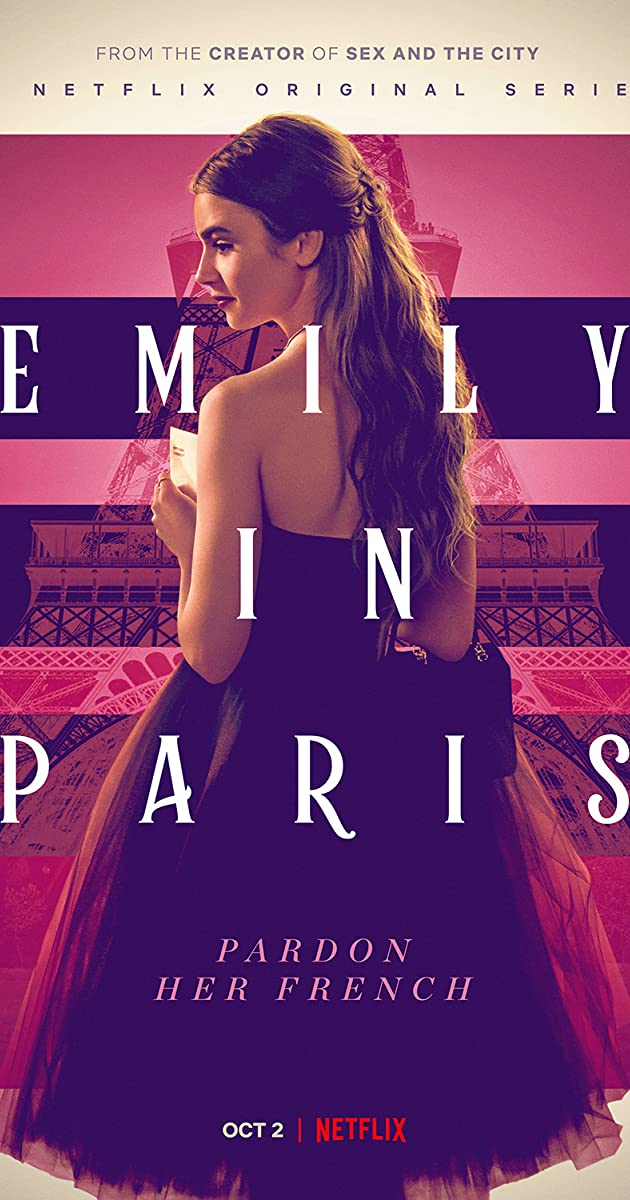 FROM THE CREATOR OF SEX AND THE CITY
NETFLIX ORIGINAL SERIE
EMILY
IN
PARIS
PARDON
HER FRENCH
OCT 2 | NETFLIX